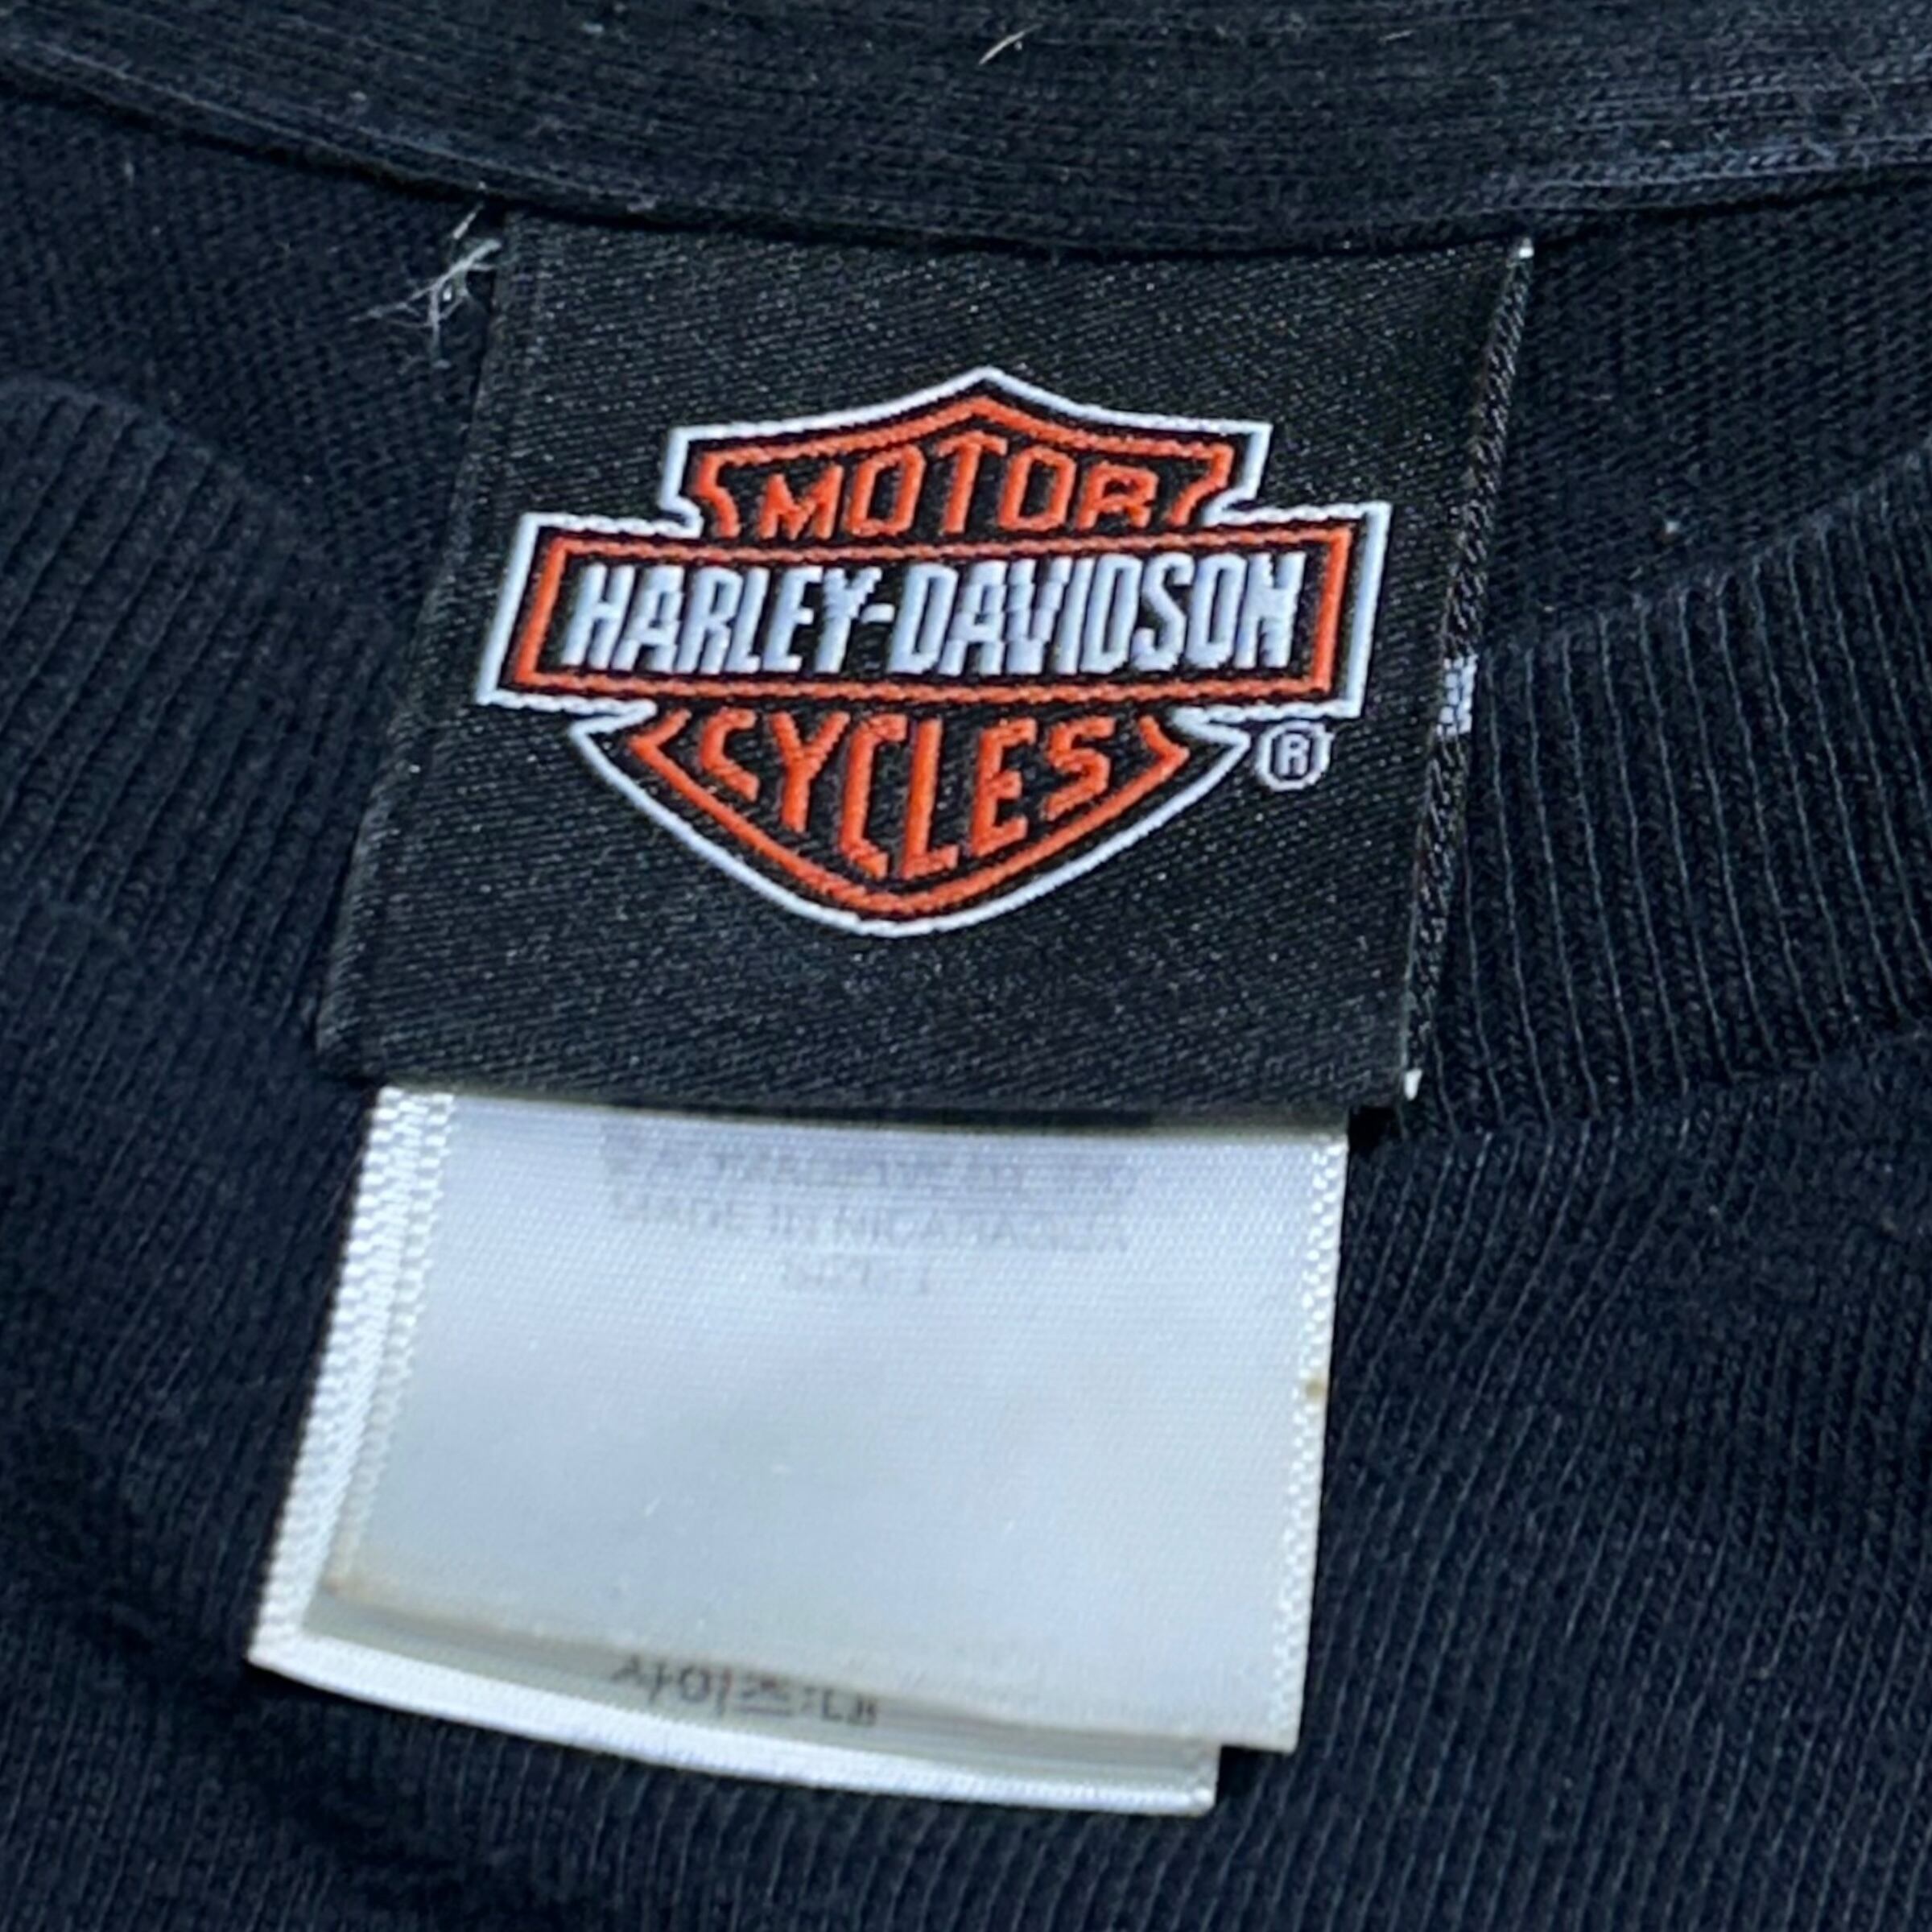 MOTOR
HARLEY-DAVIDSON
CYCLES
®
MADE IN NICARAGUA
사이즈: